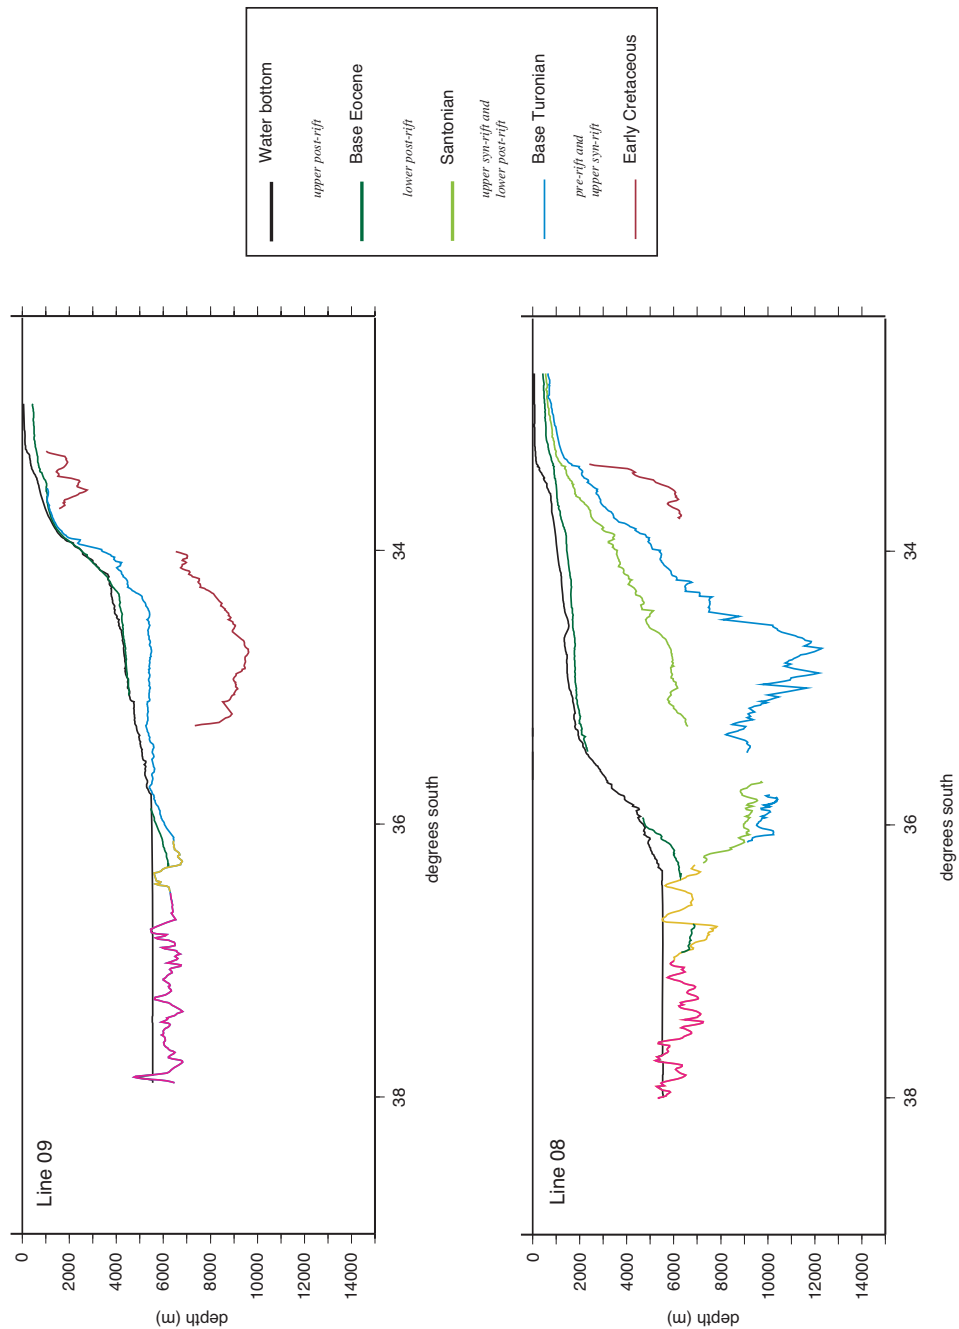 Water bottom
upper post-rift
Base Eocene
lower post-rift
Santonian
upper syn-rift and
lower post-rift
Base Turonian
pre-rift and
upper syn-rift
Early Cretaceous
Line 09
0
2000
4000
6000
8000
10000
12000
14000
depth (m)
34
36
38
degrees south
Line 08
0
2000
4000
6000
8000
10000
12000
14000
depth (m)
34
36
38
degrees south